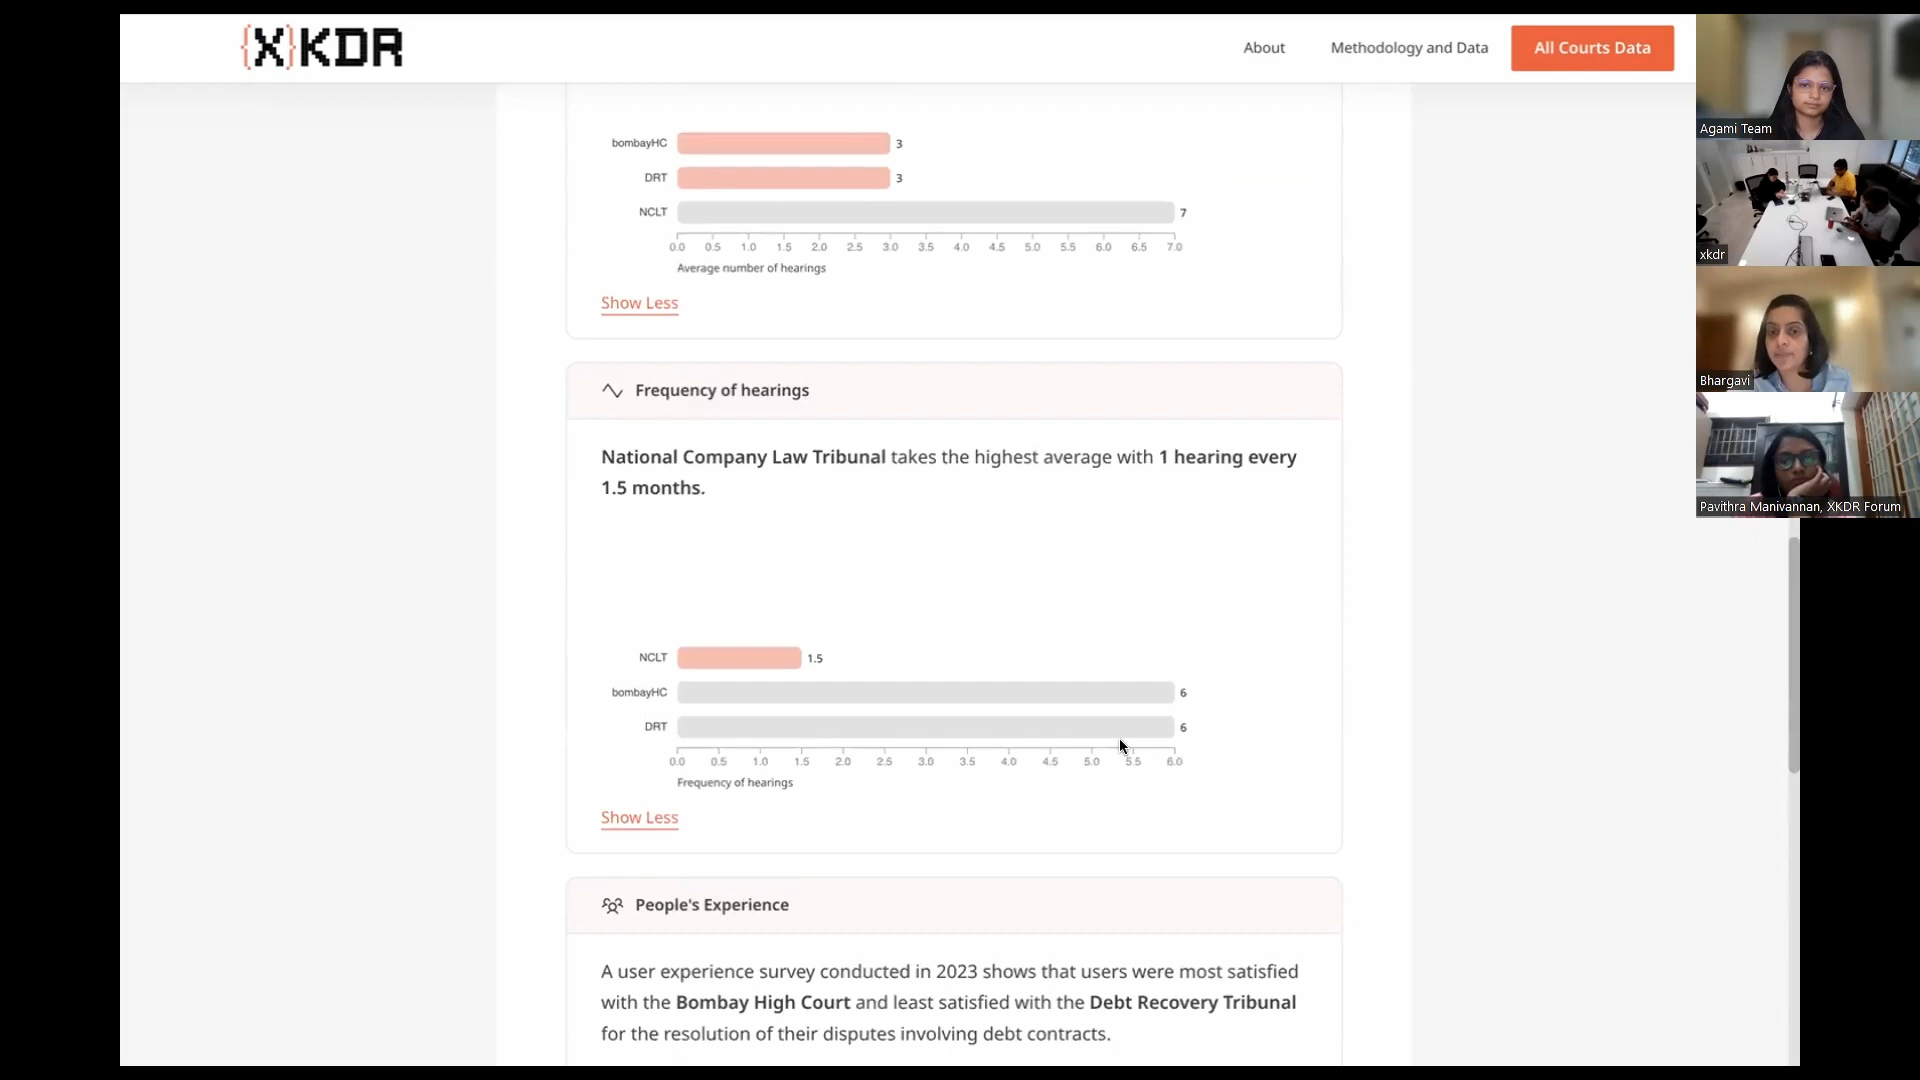 {X}KDR
About
Methodology and Data
All Courts Data
bombayHC
3
DRT
3
NCLT
7
0.0 0.5 1.0 1.5 2.0 2.5 3.0 3.5 4.0 4.5 5.0 5.5 6.0 6.5 7.0
Average number of hearings
Show Less
Frequency of hearings
National Company Law Tribunal takes the highest average with 1 hearing every
1.5 months.
NCLT
1.5
bombayHC
6
DRT
6
0.0 0.5 1.0 1.5 2.0 2.5 3.0 3.5 4.0 4.5 5.0 5.5 6.0
Frequency of hearings
Show Less
People's Experience
A user experience survey conducted in 2023 shows that users were most satisfied
with the Bombay High Court and least satisfied with the Debt Recovery Tribunal
for the resolution of their disputes involving debt contracts.
Agami Team
xkdr
Bhargavi
Pavithra Manivannan, XKDR Forum